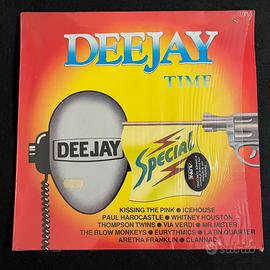 DEEJAY
TIME
DEEJAY
Special
KISSING THE PINK • ICEHOUSE
PAUL HARDCASTLE • WHITNEY HOUSTON
THOMPSON TWINS • VIA VERDI • MR. MISTER
THE BLOW MONKEYS • EURYTHMICS • LATIN QUARTER
ARETHA FRANKLIN • CLANNAD
subito